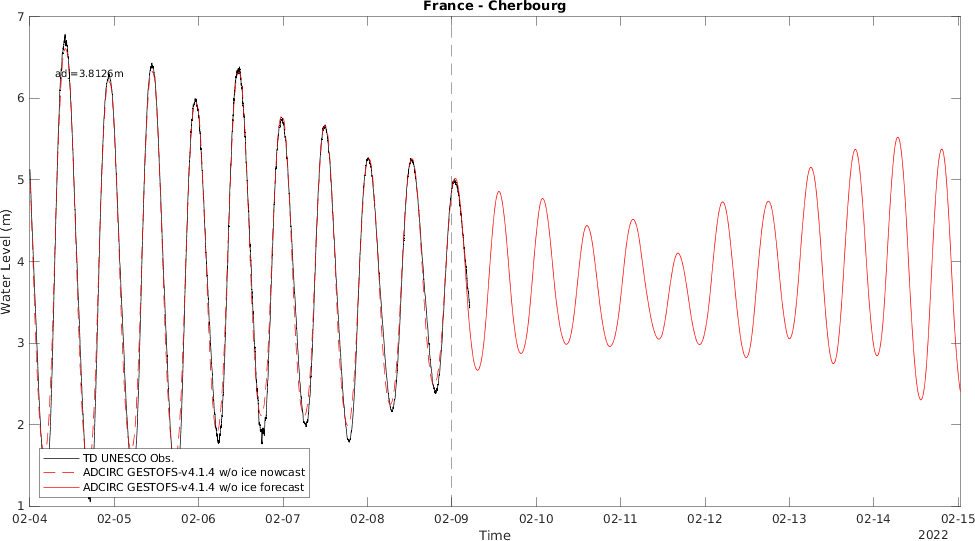 France - Cherbourg
7
6
5
4
3
2
1
Water Level (m)
ad =3.8126m
TD UNESCO Obs.
ADCIRC GESTOFS-v4.1.4 w/o ice nowcast
ADCIRC GESTOFS-v4.1.4 w/o ice forecast
02-04 02-05 02-06 02-07 02-08 02-09 02-10 02-11 02-12 02-13 02-14 02-15
Time
2022